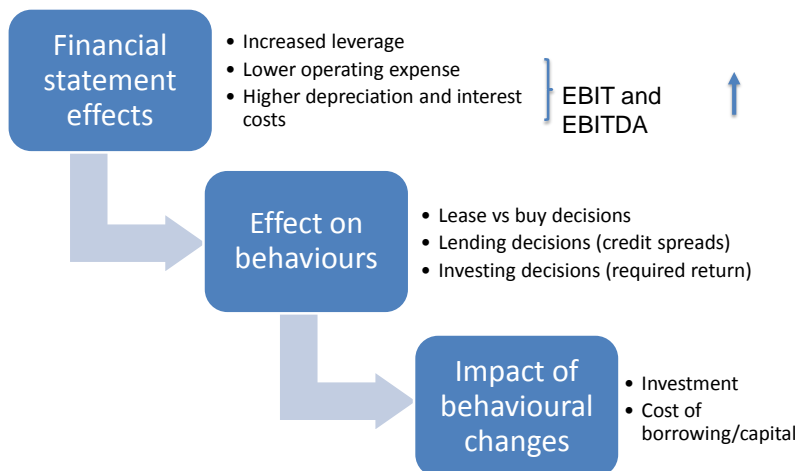 Financial
statement
effects
• Increased leverage
• Lower operating expense
• Higher depreciation and interest
costs
EBIT and
EBITDA
Effect on
behaviours
• Lease vs buy decisions
• Lending decisions (credit spreads)
• Investing decisions (required return)
Impact of
behavioural
changes
• Investment
• Cost of
borrowing/capital